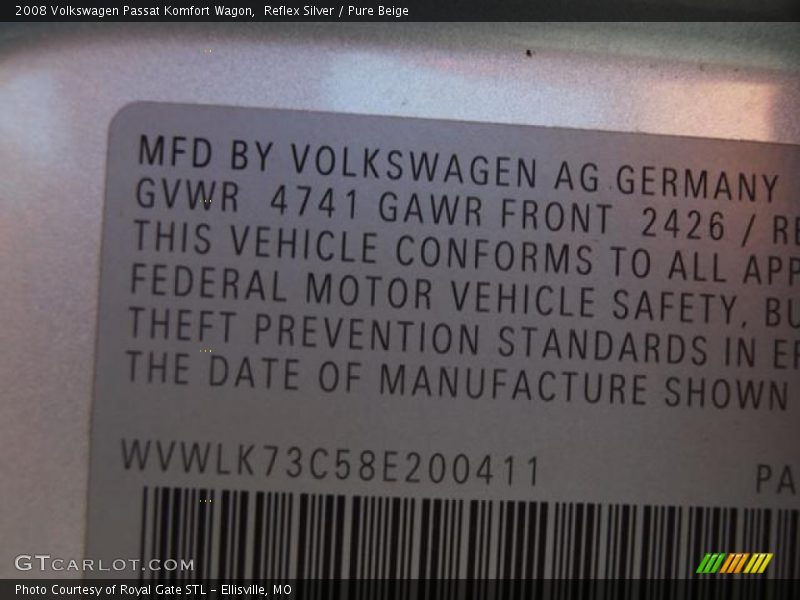 2008 Volkswagen Passat Komfort Wagon, Reflex Silver / Pure Beige
MFD BY VOLKSWAGEN AG GERMANY
GVWR 4741 GAWR FRONT 2426 / RE
THIS VEHICLE CONFORMS TO ALL APP
FEDERAL MOTOR VEHICLE SAFETY, BU
THEFT PREVENTION STANDARDS IN EF
THE DATE OF MANUFACTURE SHOWN
WVWLK73C58E200411 PA
GTCARLOT.COM
Photo Courtesy of Royal Gate STL - Ellisville, MO